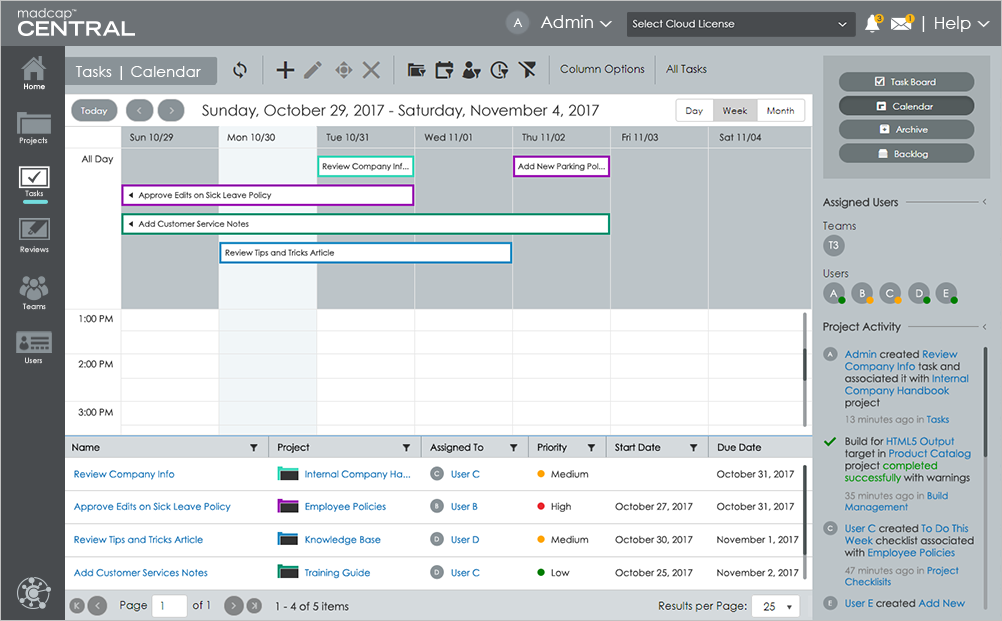 madcap™
CENTRAL
A Admin
Select Cloud License
3
1
| Help
Home
Projects
Tasks
Reviews
Teams
Users
Tasks | Calendar
Column Options
All Tasks
Today
Sunday, October 29, 2017 - Saturday, November 4, 2017
Day Week Month
Sun 10/29 Mon 10/30 Tue 10/31 Wed 11/01 Thu 11/02 Fri 11/03 Sat 11/04
All Day
Review Company Inf...
Add New Parking Pol...
Approve Edits on Sick Leave Policy
Add Customer Service Notes
Review Tips and Tricks Article
1:00 PM
2:00 PM
3:00 PM
Name Project Assigned To Priority Start Date Due Date
Review Company Info Internal Company Ha... C User C Medium October 31, 2017
Approve Edits on Sick Leave Policy Employee Policies B User B High October 27, 2017 October 31, 2017
Review Tips and Tricks Article Knowledge Base D User D Medium October 30, 2017 November 1, 2017
Add Customer Services Notes Training Guide D User C Low October 25, 2017 November 2, 2017
Page 1 of 1 1 - 4 of 5 items Results per Page: 25
Task Board
Calendar
Archive
Backlog
Assigned Users
Teams
T3
Users
A B C D E
Project Activity
A Admin created Review
Company Info task and
associated it with Internal
Company Handbook
project
13 minutes ago in Tasks
Build for HTML5 Output
target in Product Catalog
project completed
successfully with warnings
35 minutes ago in Build
Management
C User C created To Do This
Week checklist associated
with Employee Policies
47 minutes ago in Project
Checklisits
E User E created Add New